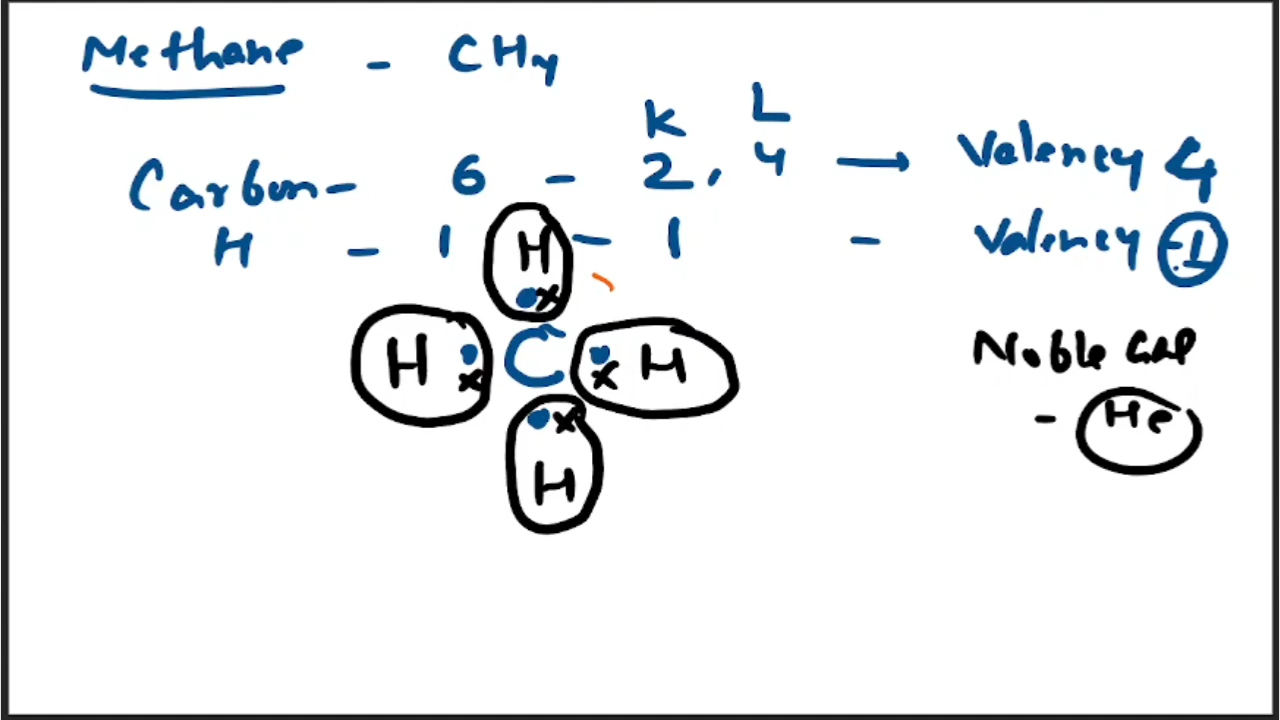 Methane - CH4
K L
Carbon - 6 - 2, 4 → Valency 4
H - 1 - 1 - Valency 1
H
H C H
H
Noble Gas
- He